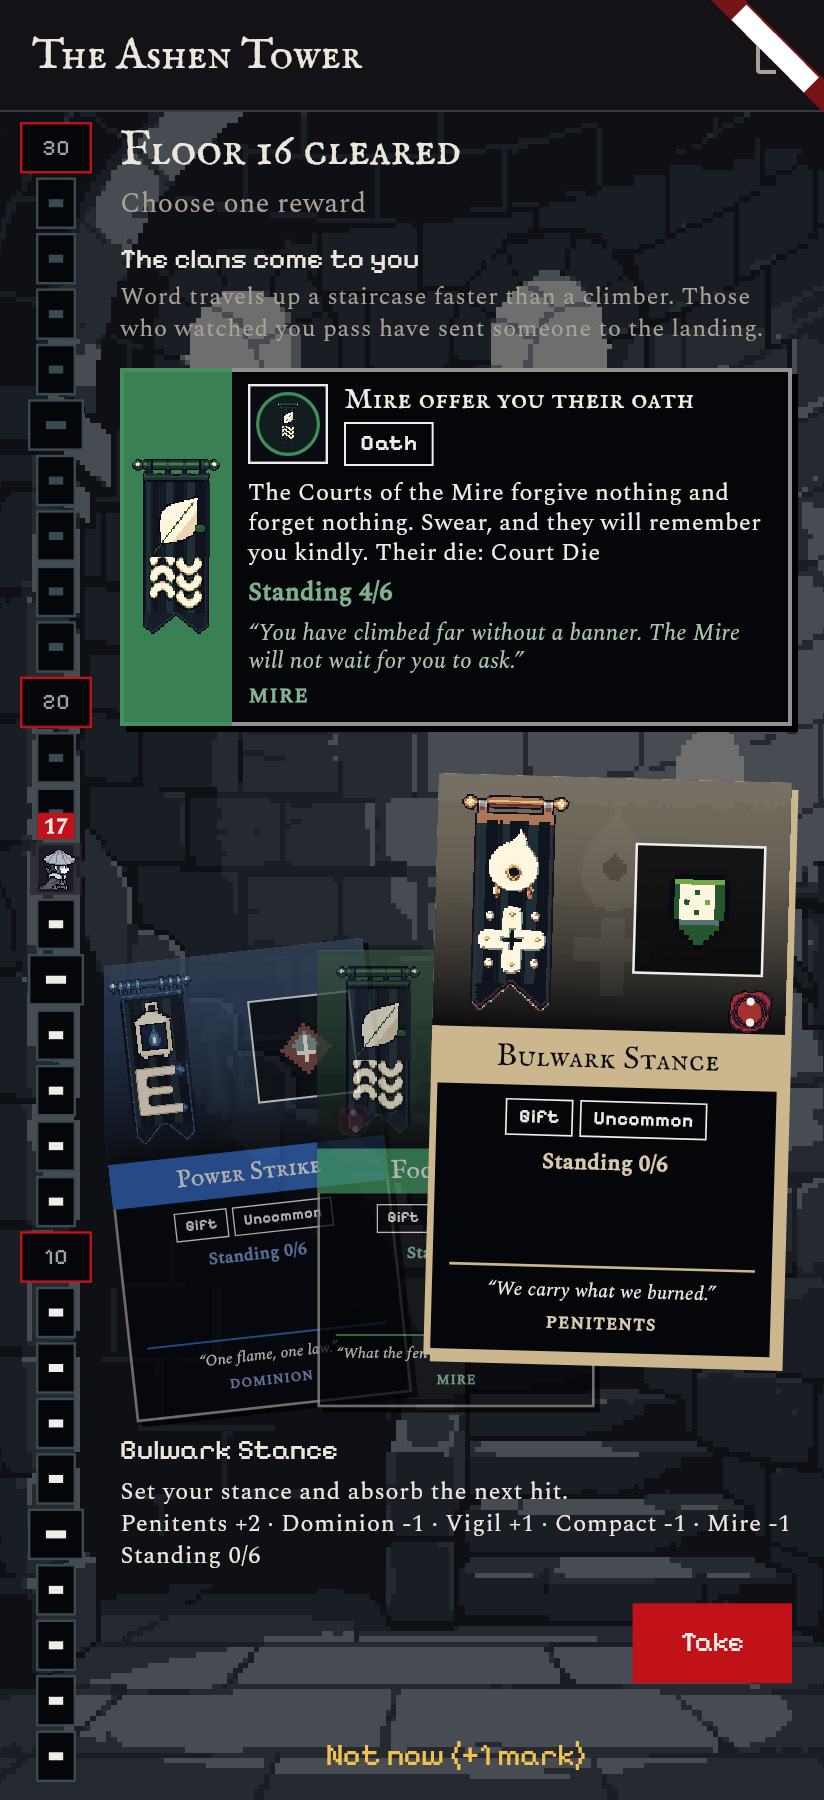 The Ashen Tower
30
Floor 16 cleared
Choose one reward
The clans come to you
Word travels up a staircase faster than a climber. Those
who watched you pass have sent someone to the landing.
Mire offer you their oath
Oath
The Courts of the Mire forgive nothing and
forget nothing. Swear, and they will remember
you kindly. Their die: Court Die
Standing 4/6
“You have climbed far without a banner. The Mire
will not wait for you to ask.”
MIRE
20
17
10
Power Strike
Gift
Uncommon
Standing 0/6
“One flame, one law.”
DOMINION
Gift
“What the
MIRE
Bulwark Stance
Gift
Uncommon
Standing 0/6
“We carry what we burned.”
PENITENTS
Bulwark Stance
Set your stance and absorb the next hit.
Penitents +2 · Dominion -1 · Vigil +1 · Compact -1 · Mire -1
Standing 0/6
Take
Not now (+1 mark)